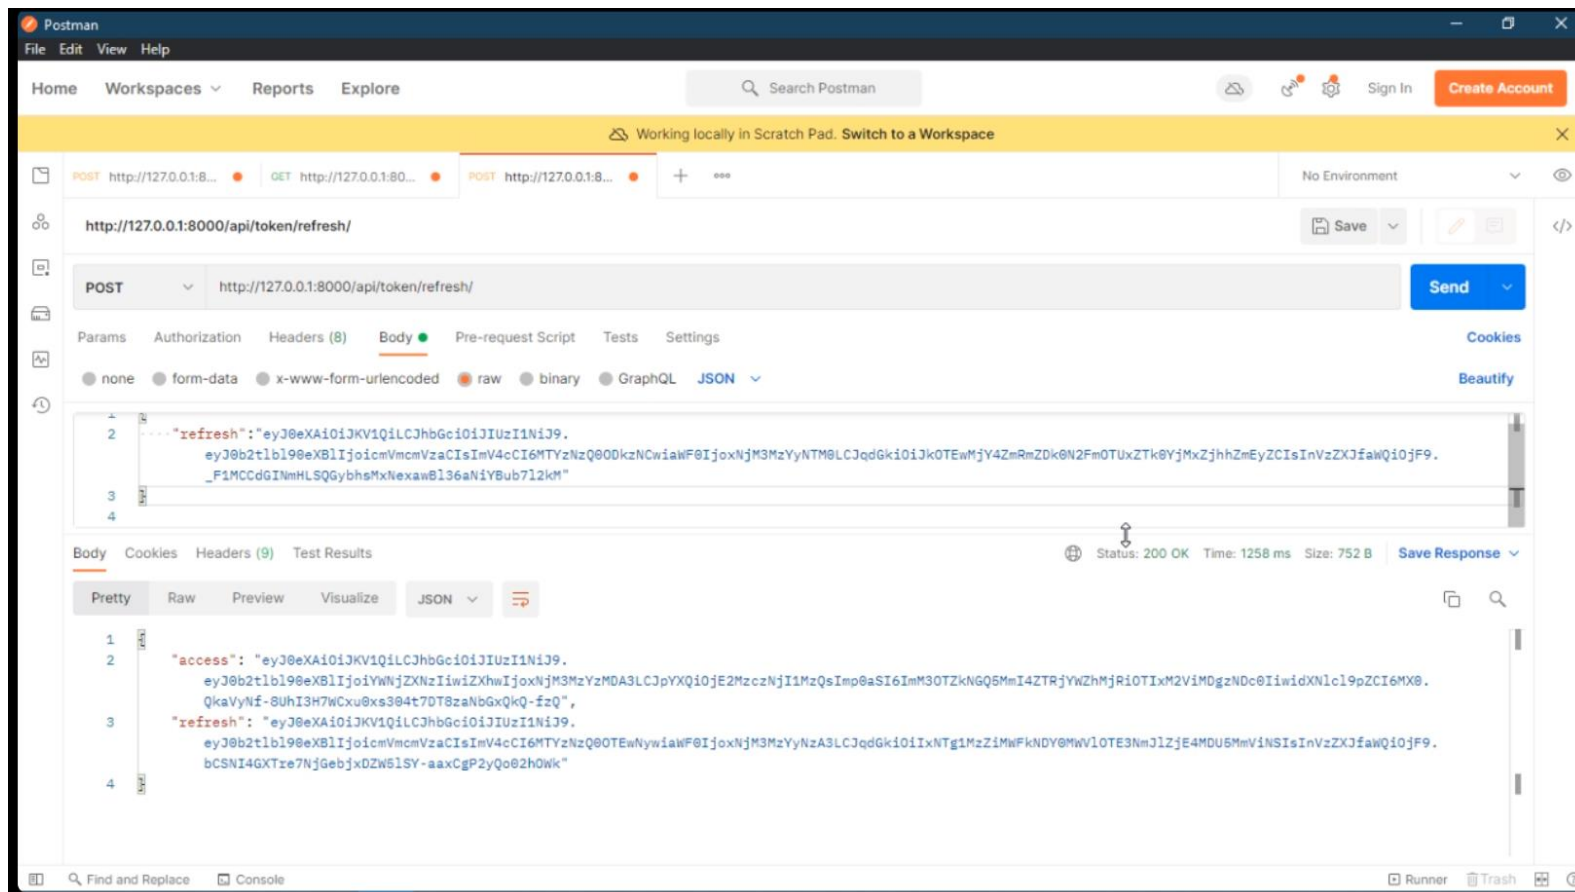 Postman
File Edit View Help
Home Workspaces Reports Explore Search Postman Sign In Create Account
Working locally in Scratch Pad. Switch to a Workspace
POST http://127.0.0.1:8... GET http://127.0.0.1:80... POST http://127.0.0.1:8... No Environment
http://127.0.0.1:8000/api/token/refresh/ Save
POST http://127.0.0.1:8000/api/token/refresh/ Send
Params Authorization Headers (8) Body Pre-request Script Tests Settings Cookies
none form-data x-www-form-urlencoded raw binary GraphQL JSON Beautify
1 {
2 "refresh":"eyJ0eXAiOiJKV1QiLCJhbGciOiJIUzI1NiJ9.
3 }
4
Body Cookies Headers (9) Test Results Status: 200 OK Time: 1258 ms Size: 752 B Save Response
Pretty Raw Preview Visualize JSON
1 {
2 "access": "eyJ0eXAiOiJKV1QiLCJhbGciOiJIUzI1NiJ9.
3 "refresh": "eyJ0eXAiOiJKV1QiLCJhbGciOiJIUzI1NiJ9.
4 }
Find and Replace Console Runner Trash